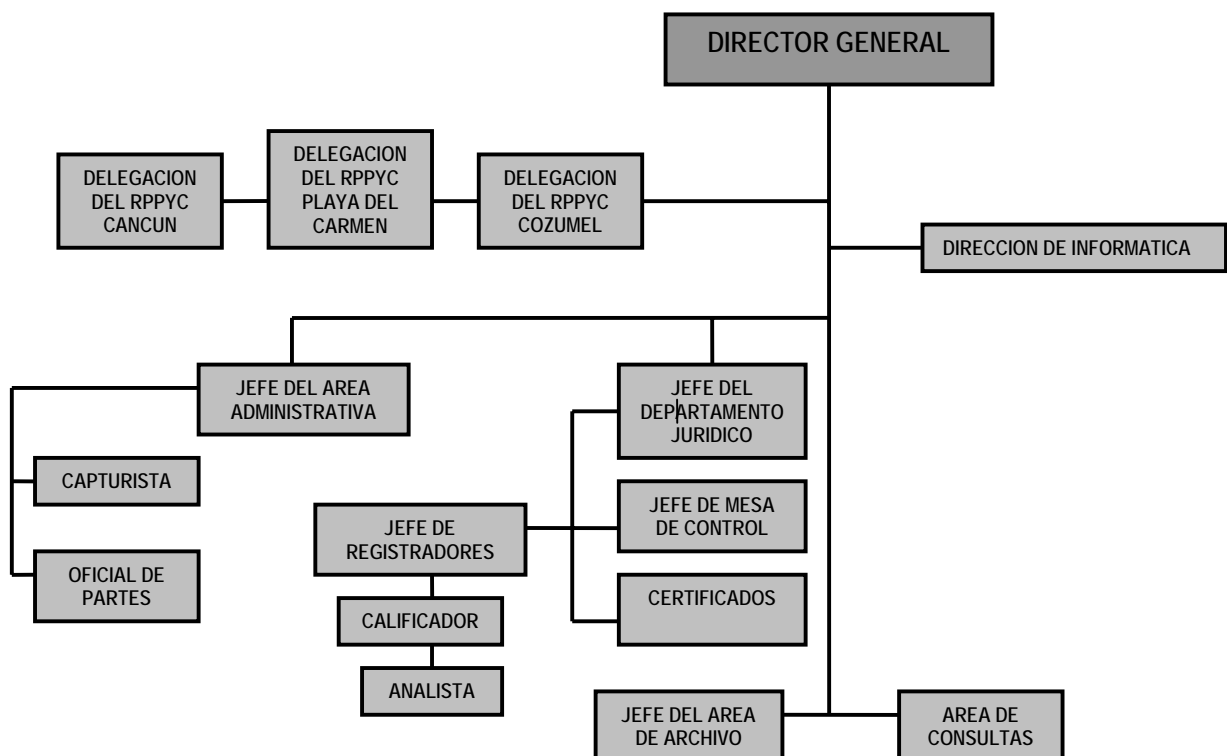 DIRECTOR GENERAL
DELEGACION
DEL RPPYC
CANCUN
DELEGACION
DEL RPPYC
PLAYA DEL
CARMEN
DELEGACION
DEL RPPYC
COZUMEL
DIRECCION DE INFORMATICA
JEFE DEL AREA
ADMINISTRATIVA
JEFE DEL
DEPARTAMENTO
JURIDICO
CAPTURISTA
JEFE DE
REGISTRADORES
JEFE DE MESA
DE CONTROL
OFICIAL DE
PARTES
CERTIFICADOS
CALIFICADOR
ANALISTA
JEFE DEL AREA
DE ARCHIVO
AREA DE
CONSULTAS